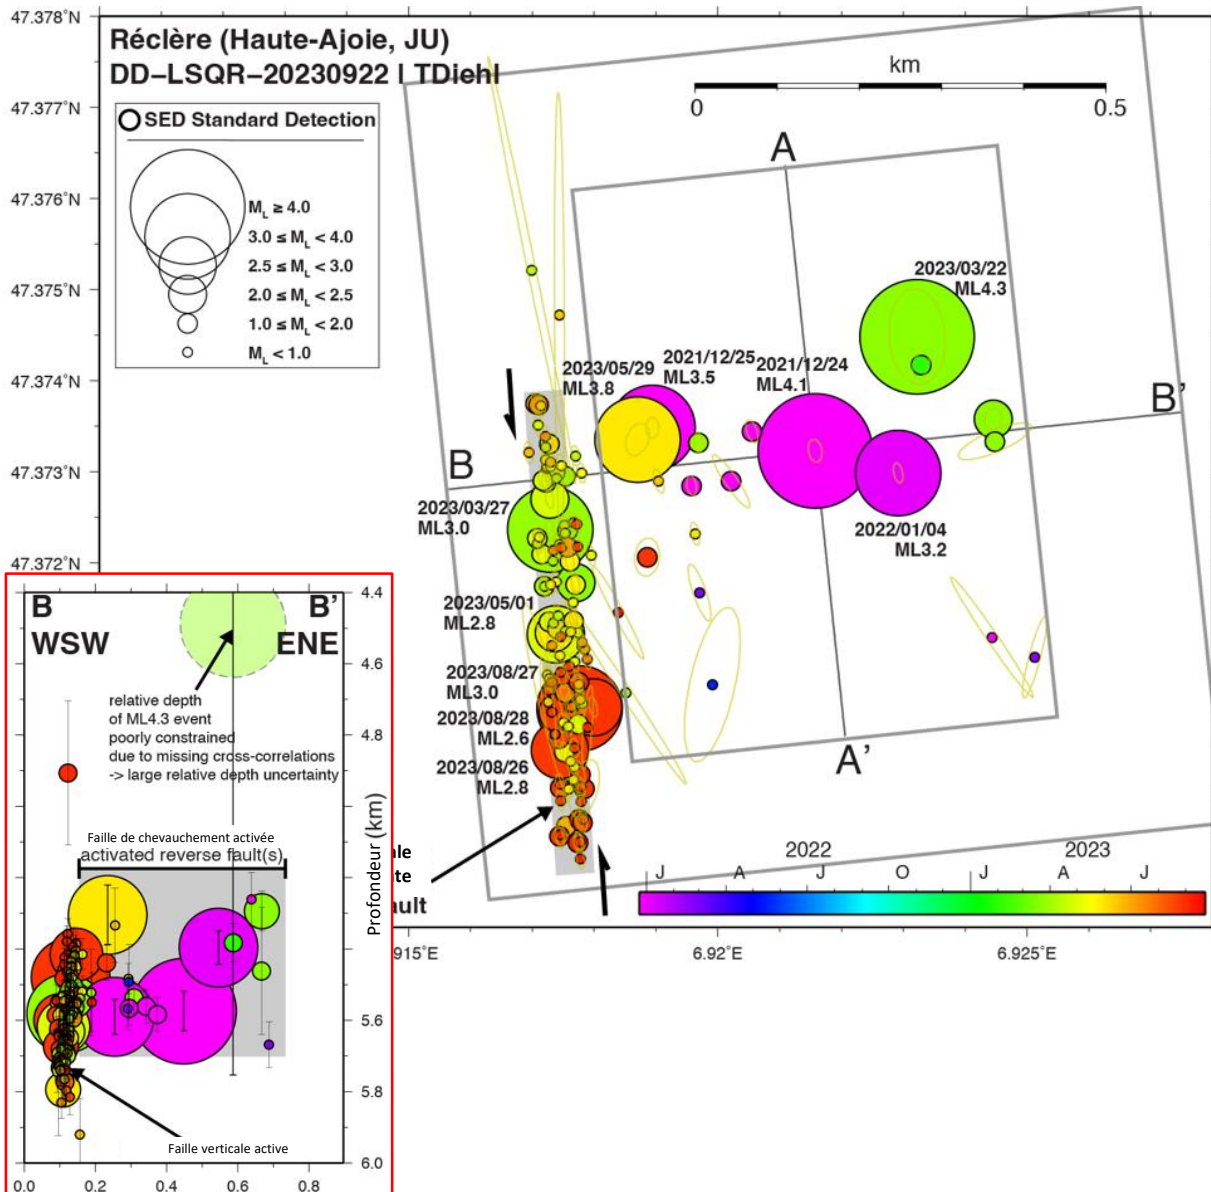 47.378°N
47.377°N
47.376°N
47.375°N
47.374°N
47.373°N
47.372°N
Réclère (Haute-Ajoie, JU)
DD–LSQR–20230922 I TDiehl
SED Standard Detection
M_L ≥ 4.0
3.0 ≤ M_L < 4.0
2.5 ≤ M_L < 3.0
2.0 ≤ M_L < 2.5
1.0 ≤ M_L < 2.0
M_L < 1.0
km
0
0.5
A
2023/03/22
ML4.3
2023/05/29
ML3.8
2021/12/25
ML3.5
2021/12/24
ML4.1
B'
B
2023/03/27
ML3.0
2022/01/04
ML3.2
2023/05/01
ML2.8
2023/08/27
ML3.0
2023/08/28
ML2.6
2023/08/26
ML2.8
A'
2022
2023
J
A
J
O
J
A
J
915°E
6.92°E
6.925°E
ale
te
ault
B
B'
WSW
ENE
relative depth
of ML4.3 event
poorly constrained
due to missing cross-correlations
-> large relative depth uncertainty
Faille de chevauchement activée
activated reverse fault(s)
Faille verticale active
Profondeur (km)
4.4
4.6
4.8
5.6
5.8
6.0
0.0
0.2
0.4
0.6
0.8